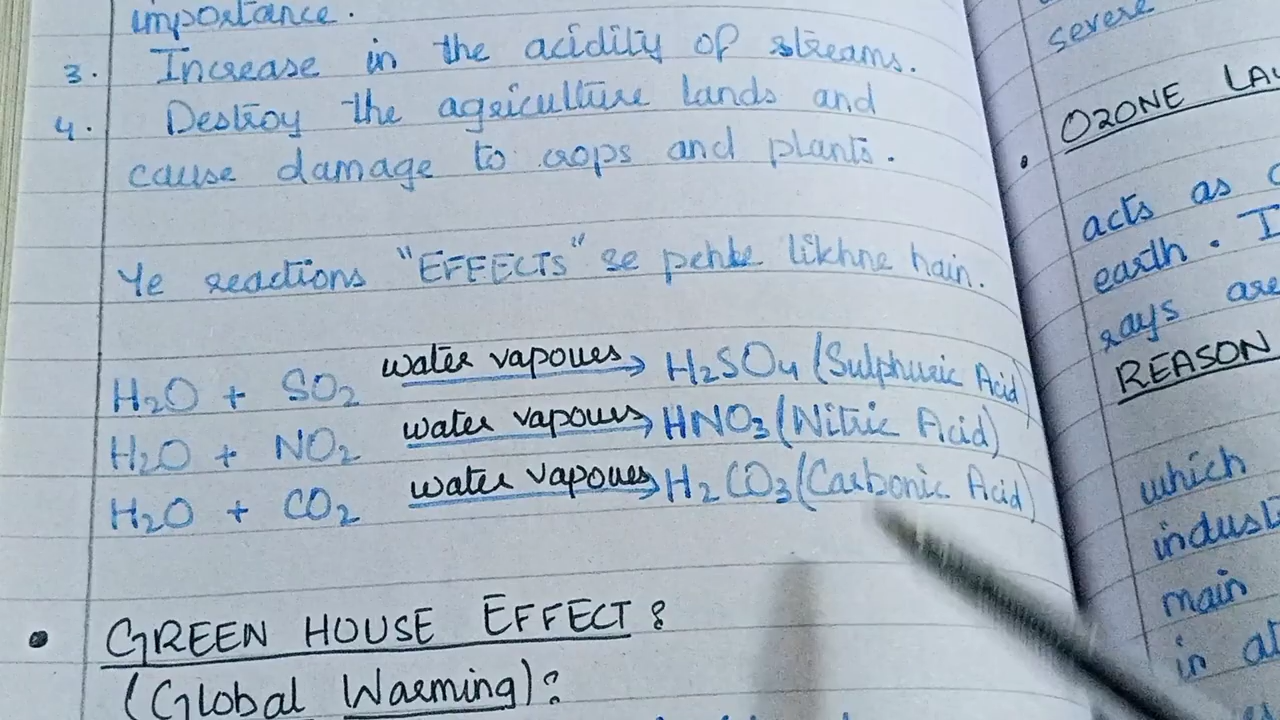 importance.
3. Increase in the acidity of streams.
4. Destroy the agriculture lands and
cause damage to crops and plants.
Ye reactions "EFFECTS" se pehle likhne hain.
H2O + SO2 water vapours → H2SO4 (Sulphuric Acid)
H2O + NO2 water vapours → HNO3 (Nitric Acid)
H2O + CO2 water vapours → H2CO3 (Carbonic Acid)
• GREEN HOUSE EFFECT:
(Global Warming):
severe
• OZONE
acts as
earth. I
rays are
REASON
which
main
in